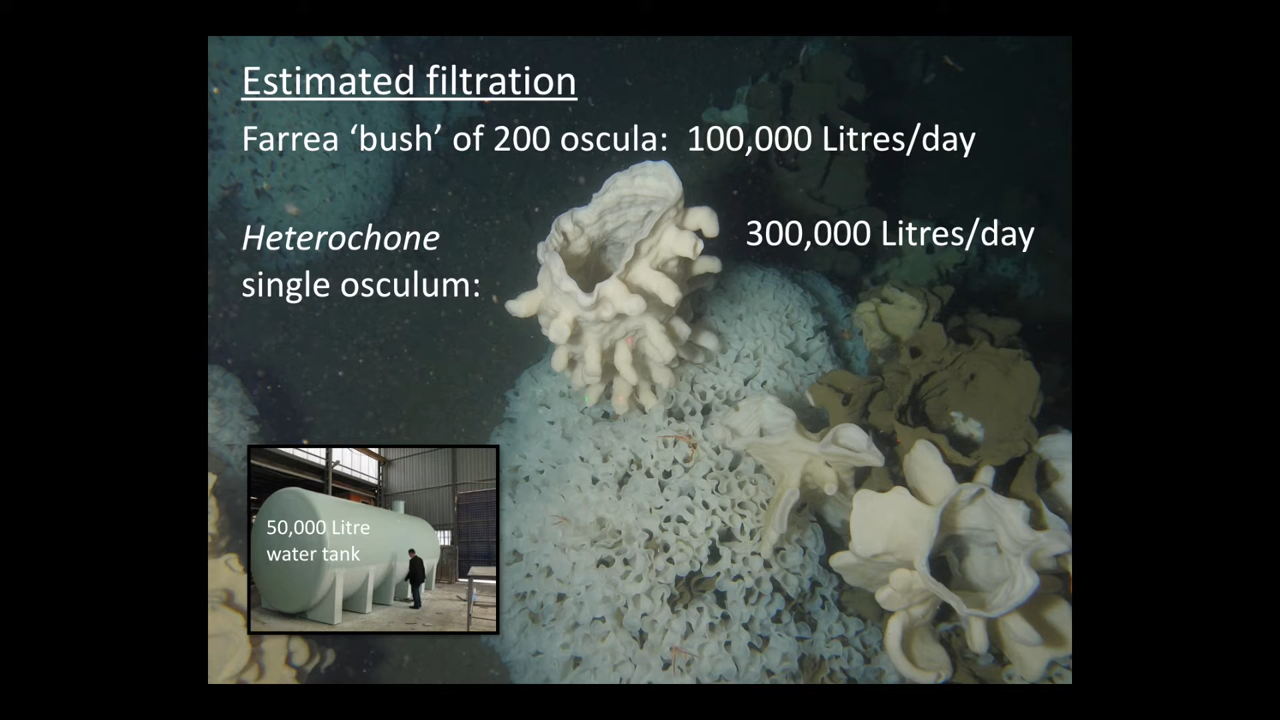 Estimated filtration
Farrea ‘bush’ of 200 oscula: 100,000 Litres/day
Heterochone
single osculum:
300,000 Litres/day
50,000 Litre
water tank